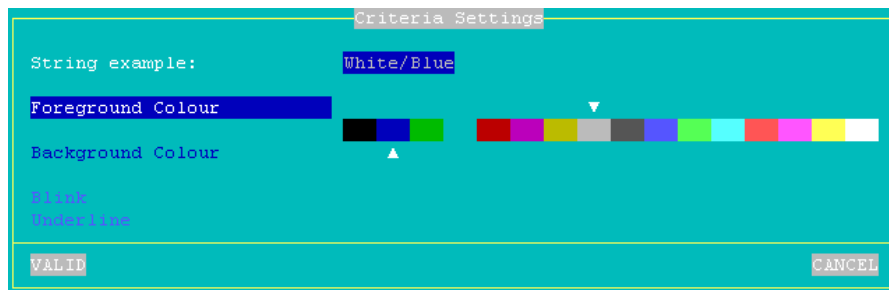 Criteria Settings
String example: White/Blue
Foreground Colour
Background Colour
Blink
Underline
VALID CANCEL